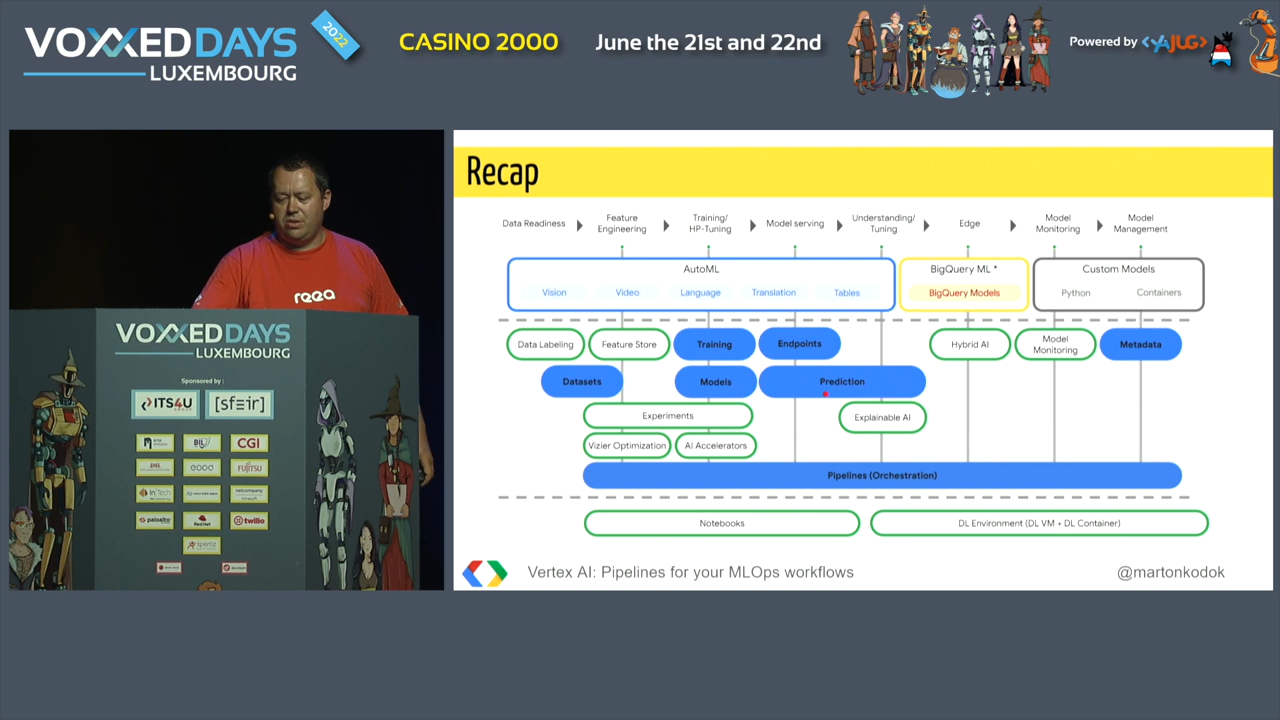 VOXXED DAYS
LUXEMBOURG
2022
CASINO 2000
June the 21st and 22nd
Powered by <YAJUG>
reea
VOXXED DAYS
LUXEMBOURG
Sponsored by :
ITS4U
[sfeir]
BIL
CGI
FUJITSU
InTech
netcompany
paloalto
Red Hat
twilio
Recap
Data Readiness
Feature
Engineering
Training/
HP-Tuning
Model serving
Understanding/
Tuning
Edge
Model
Monitoring
Model
Management
AutoML
Vision
Video
Language
Translation
Tables
BigQuery ML *
BigQuery Models
Custom Models
Python
Containers
Data Labeling
Feature Store
Training
Endpoints
Hybrid AI
Model
Monitoring
Metadata
Datasets
Models
Prediction
Experiments
Explainable AI
Vizier Optimization
AI Accelerators
Pipelines (Orchestration)
Notebooks
DL Environment (DL VM + DL Container)
Vertex AI: Pipelines for your MLOps workflows
@martonkodok